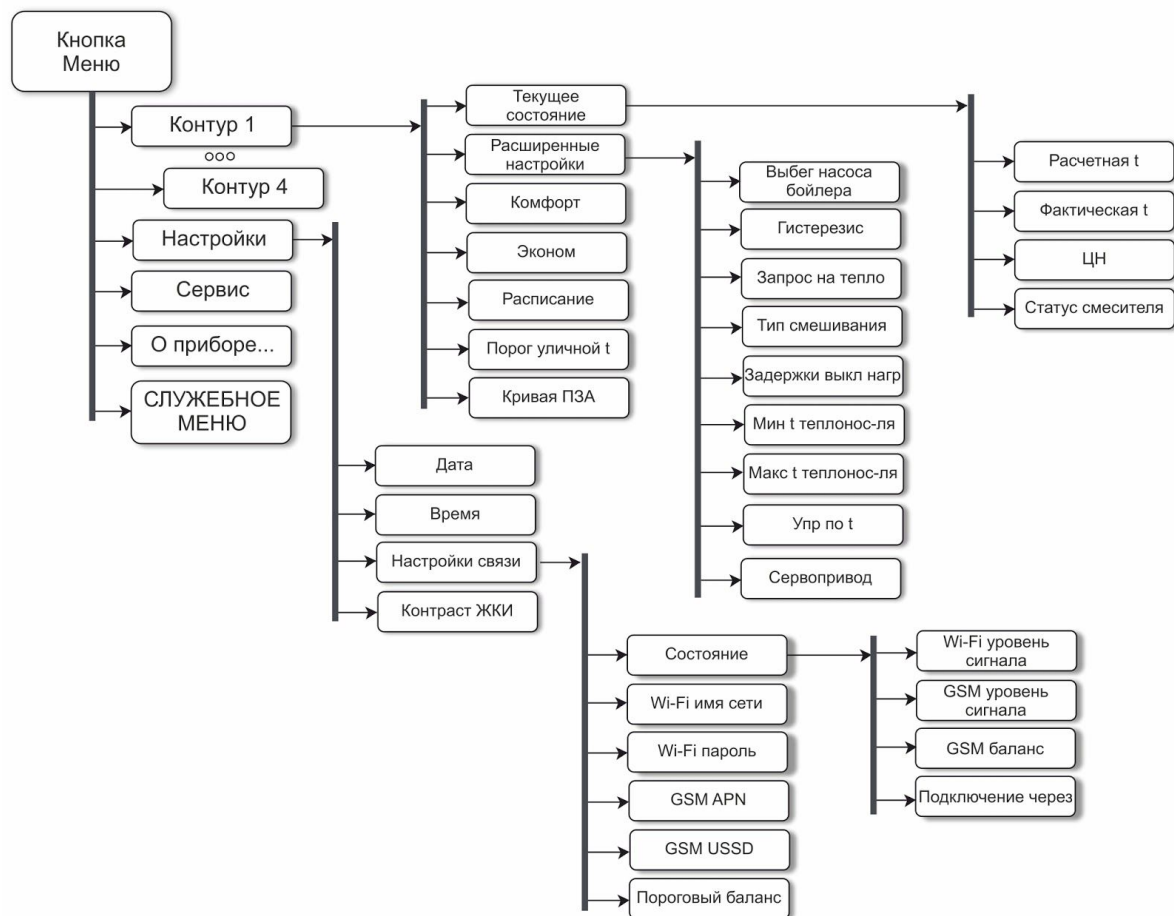 Кнопка
Меню
Контур 1
Контур 4
Настройки
Сервис
О приборе...
СЛУЖЕБНОЕ
МЕНЮ
Текущее
состояние
Расширенные
настройки
Комфорт
Эконом
Расписание
Порог уличной t
Кривая ПЗА
Расчетная t
Фактическая t
ЦН
Статус смесителя
Выбег насоса
бойлера
Гистерезис
Запрос на тепло
Тип смешивания
Задержки выкл нагр
Мин t теплонос-ля
Макс t теплонос-ля
Упр по t
Сервопривод
Дата
Время
Настройки связи
Контраст ЖКИ
Состояние
Wi-Fi имя сети
Wi-Fi пароль
GSM APN
GSM USSD
Пороговый баланс
Wi-Fi уровень
сигнала
GSM уровень
сигнала
GSM баланс
Подключение через